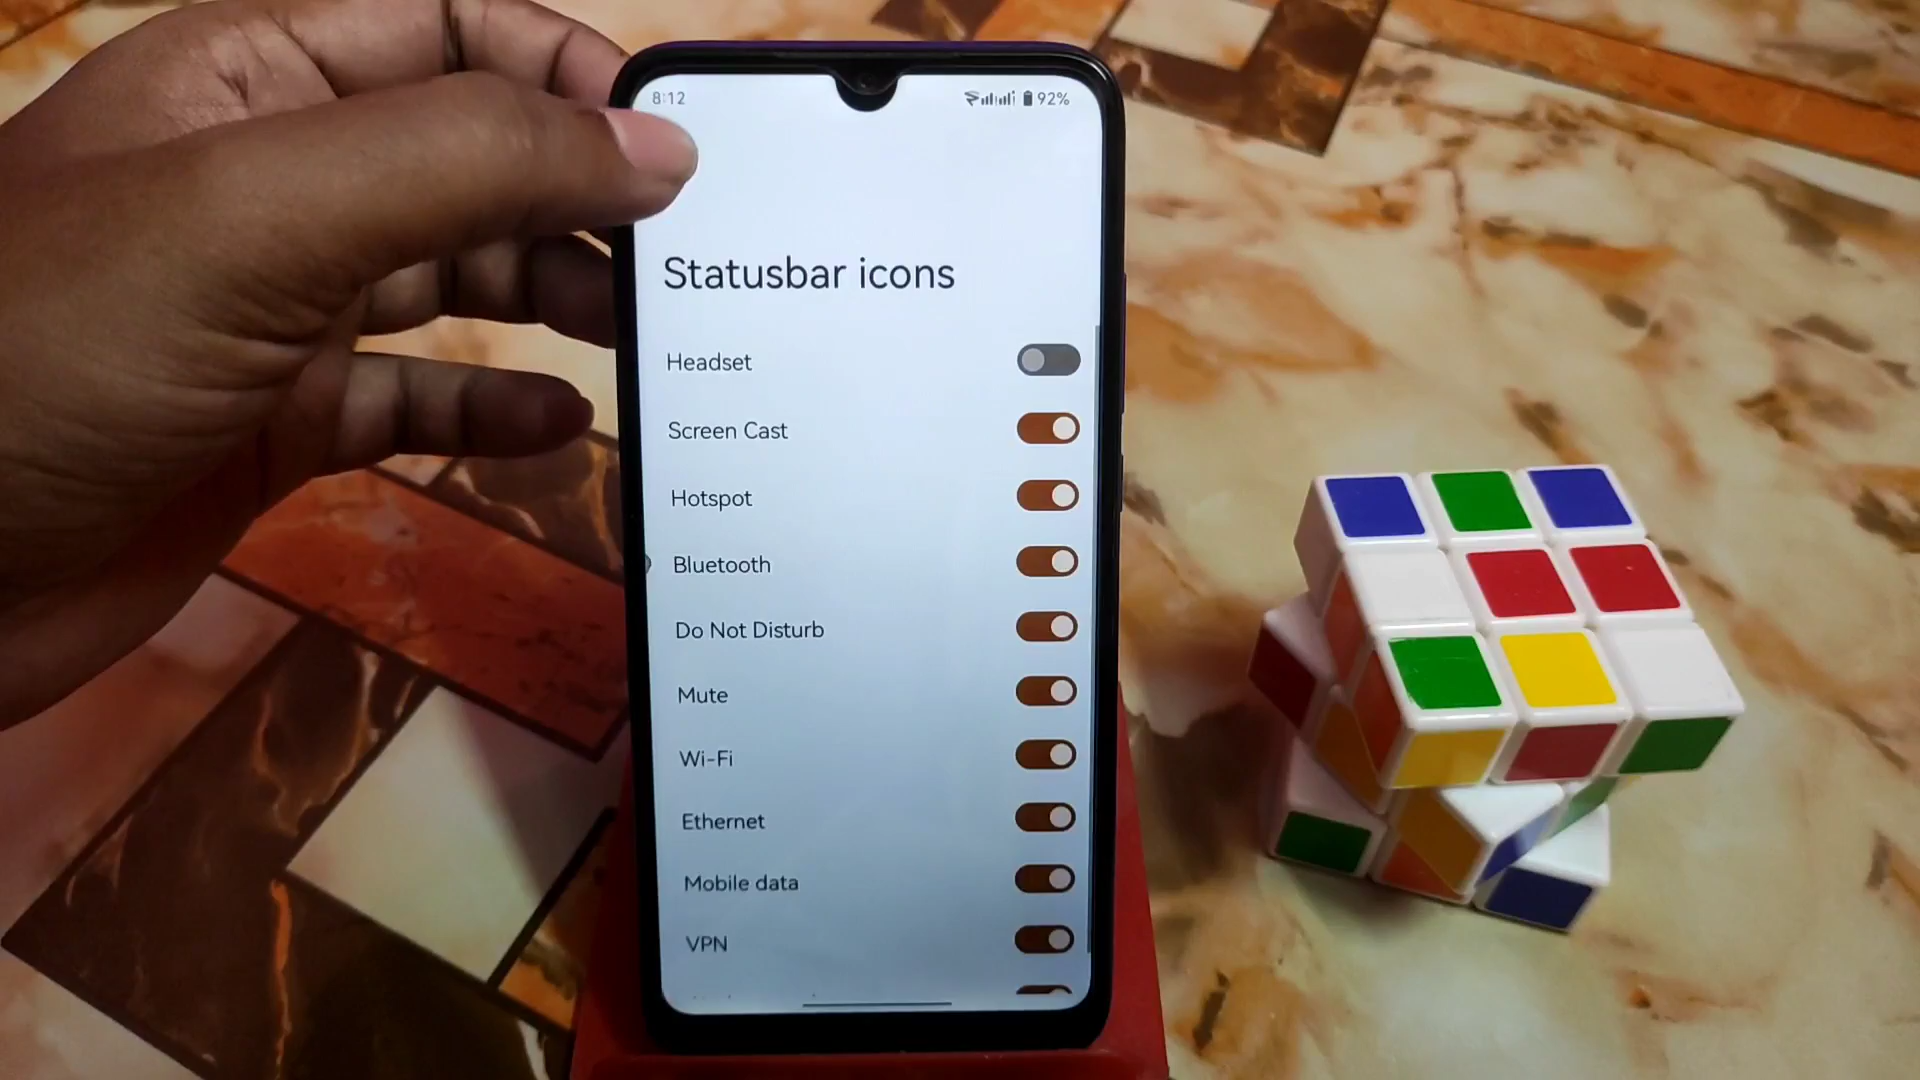 8:12 92%
Statusbar icons
Headset
Screen Cast
Hotspot
Bluetooth
Do Not Disturb
Mute
Wi-Fi
Ethernet
Mobile data
VPN